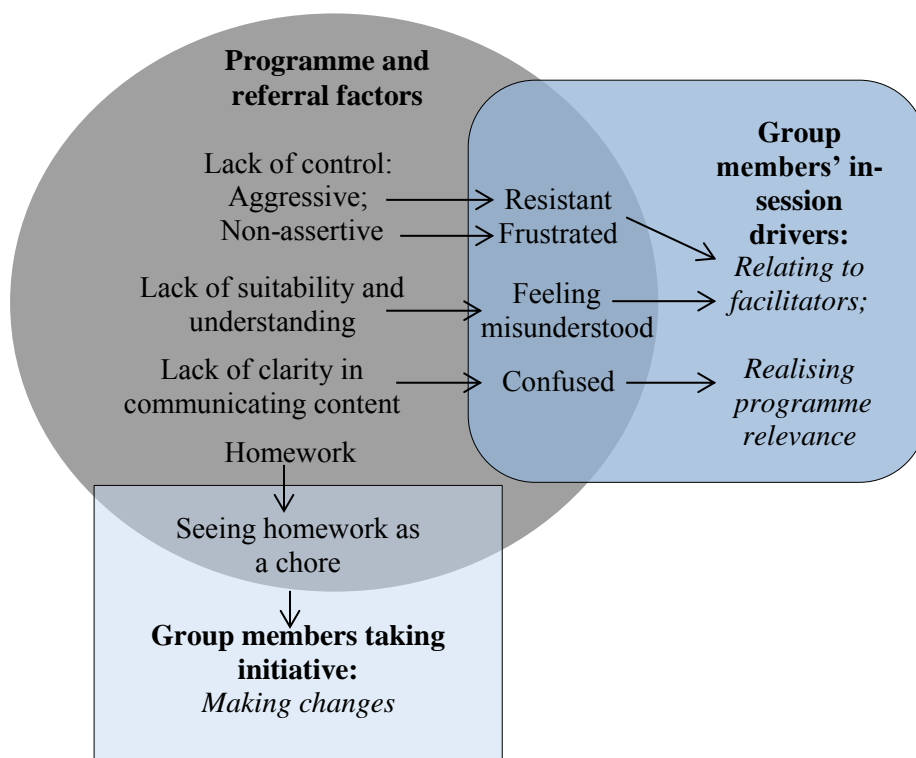 Programme and
referral factors
Lack of control:
Aggressive;
Non-assertive
Lack of suitability and
understanding
Lack of clarity in
communicating content
Homework
Resistant
Frustrated
Feeling
misunderstood
Confused
Group
members’ in-
session
drivers:
Relating to
facilitators;
Realising
programme
relevance
Seeing homework as
a chore
Group members taking
initiative:
Making changes